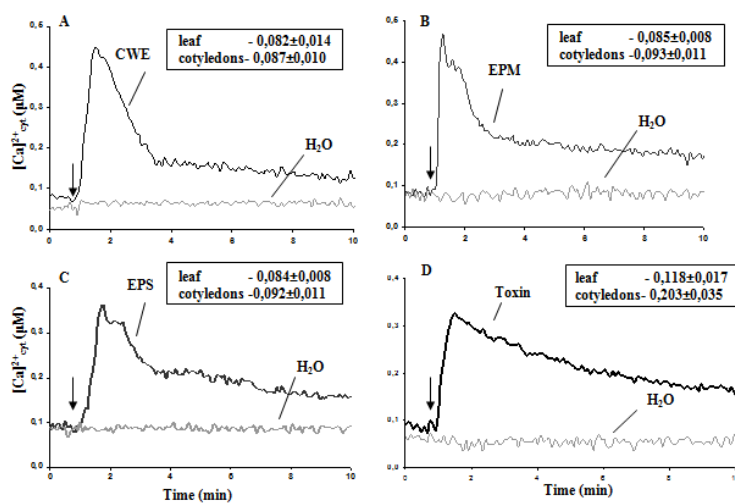 A
leaf - 0,082±0,014
cotyledons- 0,087±0,010
CWE
H₂O
[Ca]²⁺cyt.(µM)
0,5
0,4
0,3
0,2
0,1
0,0
0 2 4 6 8 10
B
leaf - 0,085±0,008
cotyledons -0,093±0,011
EPM
H₂O
0,6
0,5
0,4
0,3
0,2
0,1
0,0
0 2 4 6 8 10
C
leaf - 0,084±0,008
cotyledons -0,092±0,011
EPS
H₂O
[Ca]²⁺cyt.(µM)
0,4
0,3
0,2
0,1
0,0
0 2 4 6 8 10
Time (min)
D
leaf - 0,118±0,017
cotyledons - 0,203±0,035
Toxin
H₂O
0,4
0,3
0,2
0,1
0,0
0 2 4 6 8 10
Time (min)